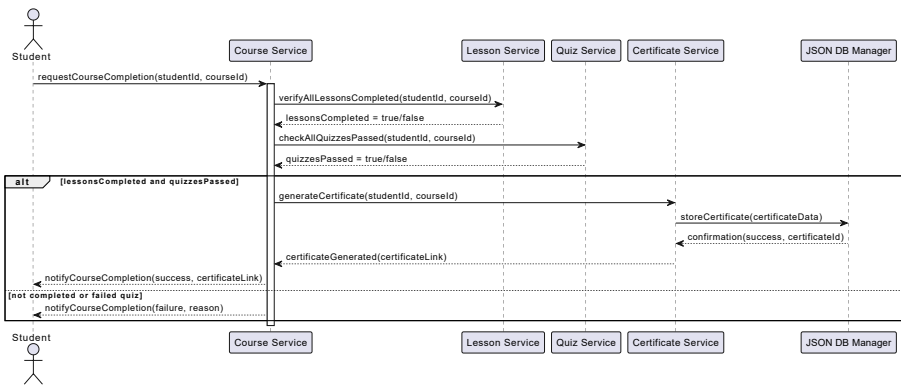 Student
Course Service
Lesson Service
Quiz Service
Certificate Service
JSON DB Manager
requestCourseCompletion(studentId, courseId)
verifyAllLessonsCompleted(studentId, courseId)
lessonsCompleted = true/false
checkAllQuizzesPassed(studentId, courseId)
quizzesPassed = true/false
alt
[lessonsCompleted and quizzesPassed]
generateCertificate(studentId, courseId)
storeCertificate(certificateData)
confirmation(success, certificateId)
certificateGenerated(certificateLink)
notifyCourseCompletion(success, certificateLink)
[not completed or failed quiz]
notifyCourseCompletion(failure, reason)
Student
Course Service
Lesson Service
Quiz Service
Certificate Service
JSON DB Manager